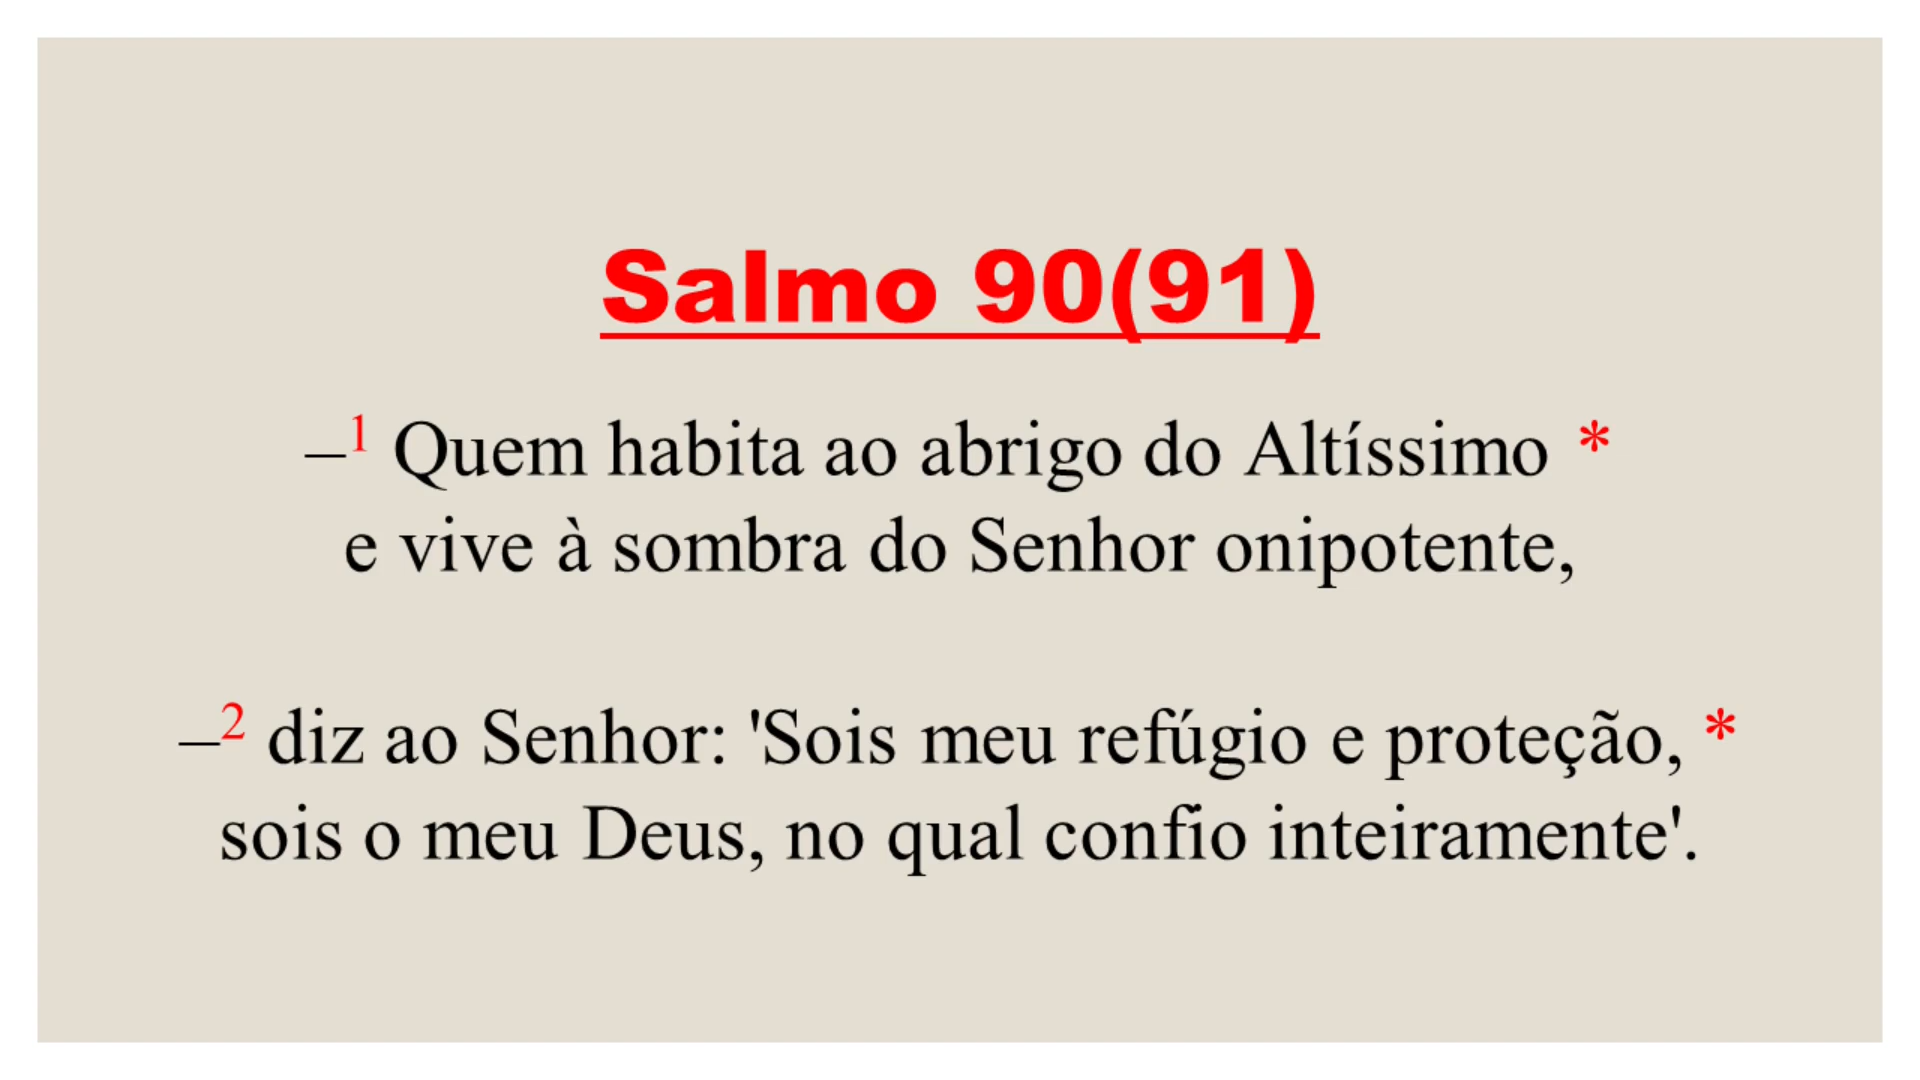 Salmo 90(91)
–1 Quem habita ao abrigo do Altíssimo *
e vive à sombra do Senhor onipotente,
–2 diz ao Senhor: 'Sois meu refúgio e proteção, *
sois o meu Deus, no qual confio inteiramente'.